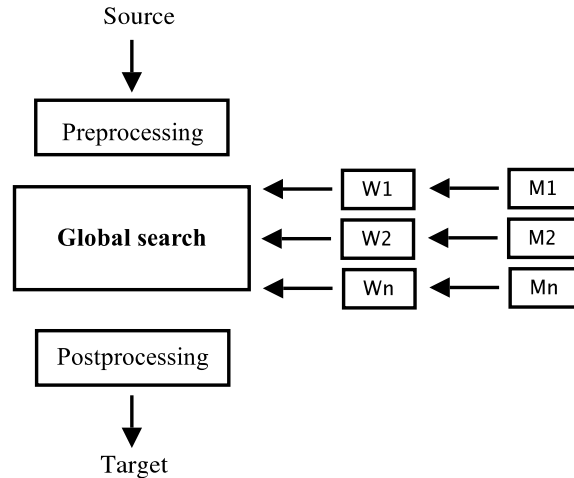 Source
Preprocessing
W1
M1
Global search
W2
M2
Wn
Mn
Postprocessing
Target